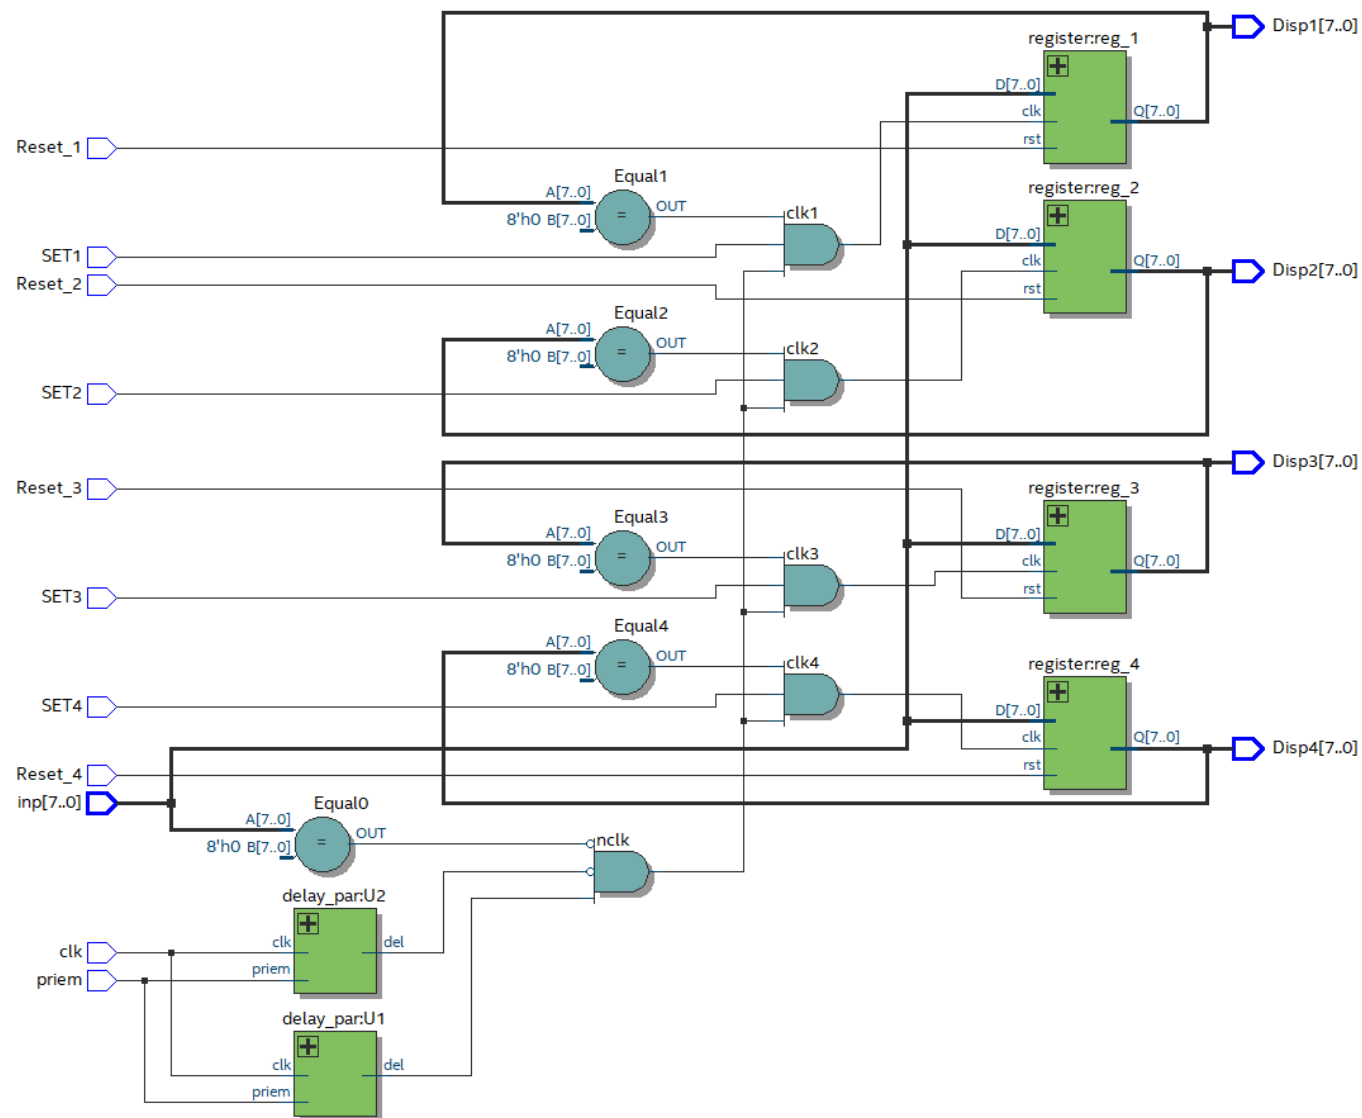 Disp1[7..0]
register:reg_1
D[7..0]
clk
Q[7..0]
rst
Reset_1
Equal1
A[7..0]
OUT
8'h0 B[7..0]
clk1
SET1
register:reg_2
D[7..0]
clk
Q[7..0]
rst
Disp2[7..0]
Reset_2
Equal2
A[7..0]
OUT
8'h0 B[7..0]
clk2
SET2
Disp3[7..0]
Reset_3
register:reg_3
D[7..0]
clk
Q[7..0]
rst
Equal3
A[7..0]
OUT
8'h0 B[7..0]
clk3
SET3
Equal4
A[7..0]
OUT
8'h0 B[7..0]
clk4
SET4
register:reg_4
D[7..0]
clk
Q[7..0]
rst
Disp4[7..0]
Reset_4
inp[7..0]
Equal0
A[7..0]
OUT
8'h0 B[7..0]
nclk
delay_par:U2
clk
del
priem
clk
priem
delay_par:U1
clk
del
priem
=
=
=
=
=